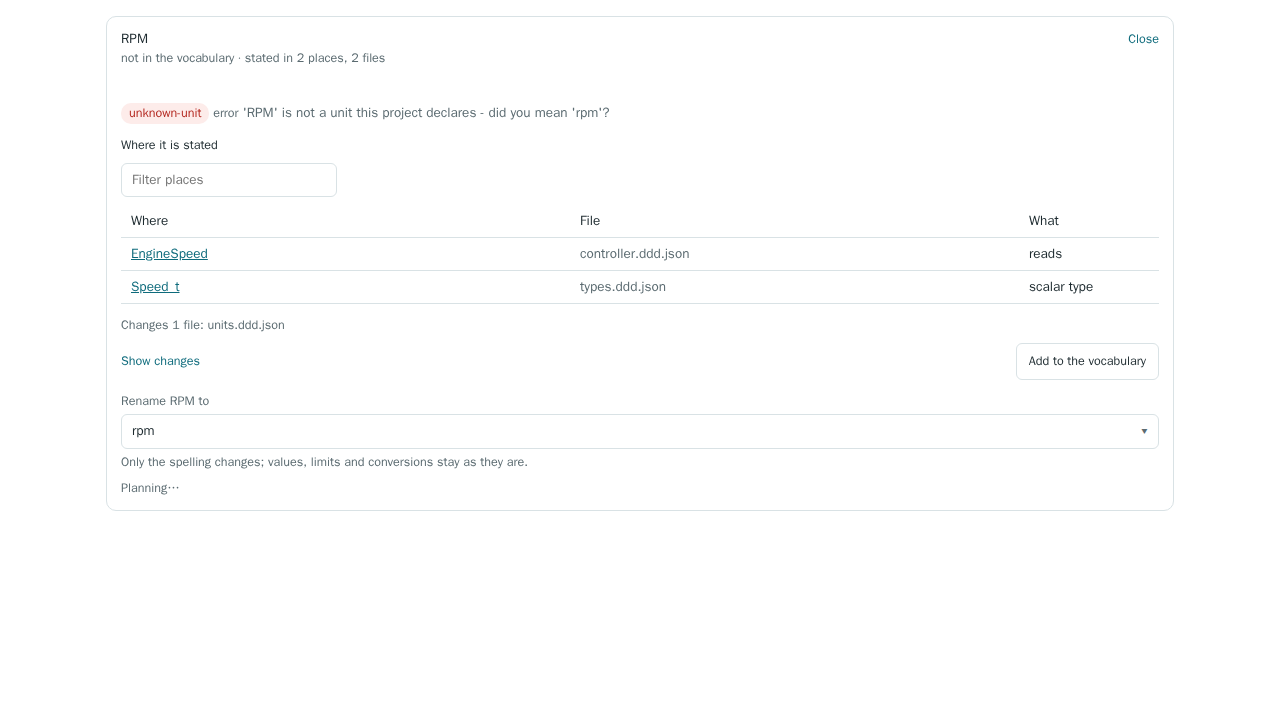 RPM
Close
not in the vocabulary · stated in 2 places, 2 files
unknown-unit error 'RPM' is not a unit this project declares - did you mean 'rpm'?
Where it is stated
Filter places
Where File What
EngineSpeed controller.ddd.json reads
Speed_t types.ddd.json scalar type
Changes 1 file: units.ddd.json
Show changes
Add to the vocabulary
Rename RPM to
rpm
Only the spelling changes; values, limits and conversions stay as they are.
Planning…